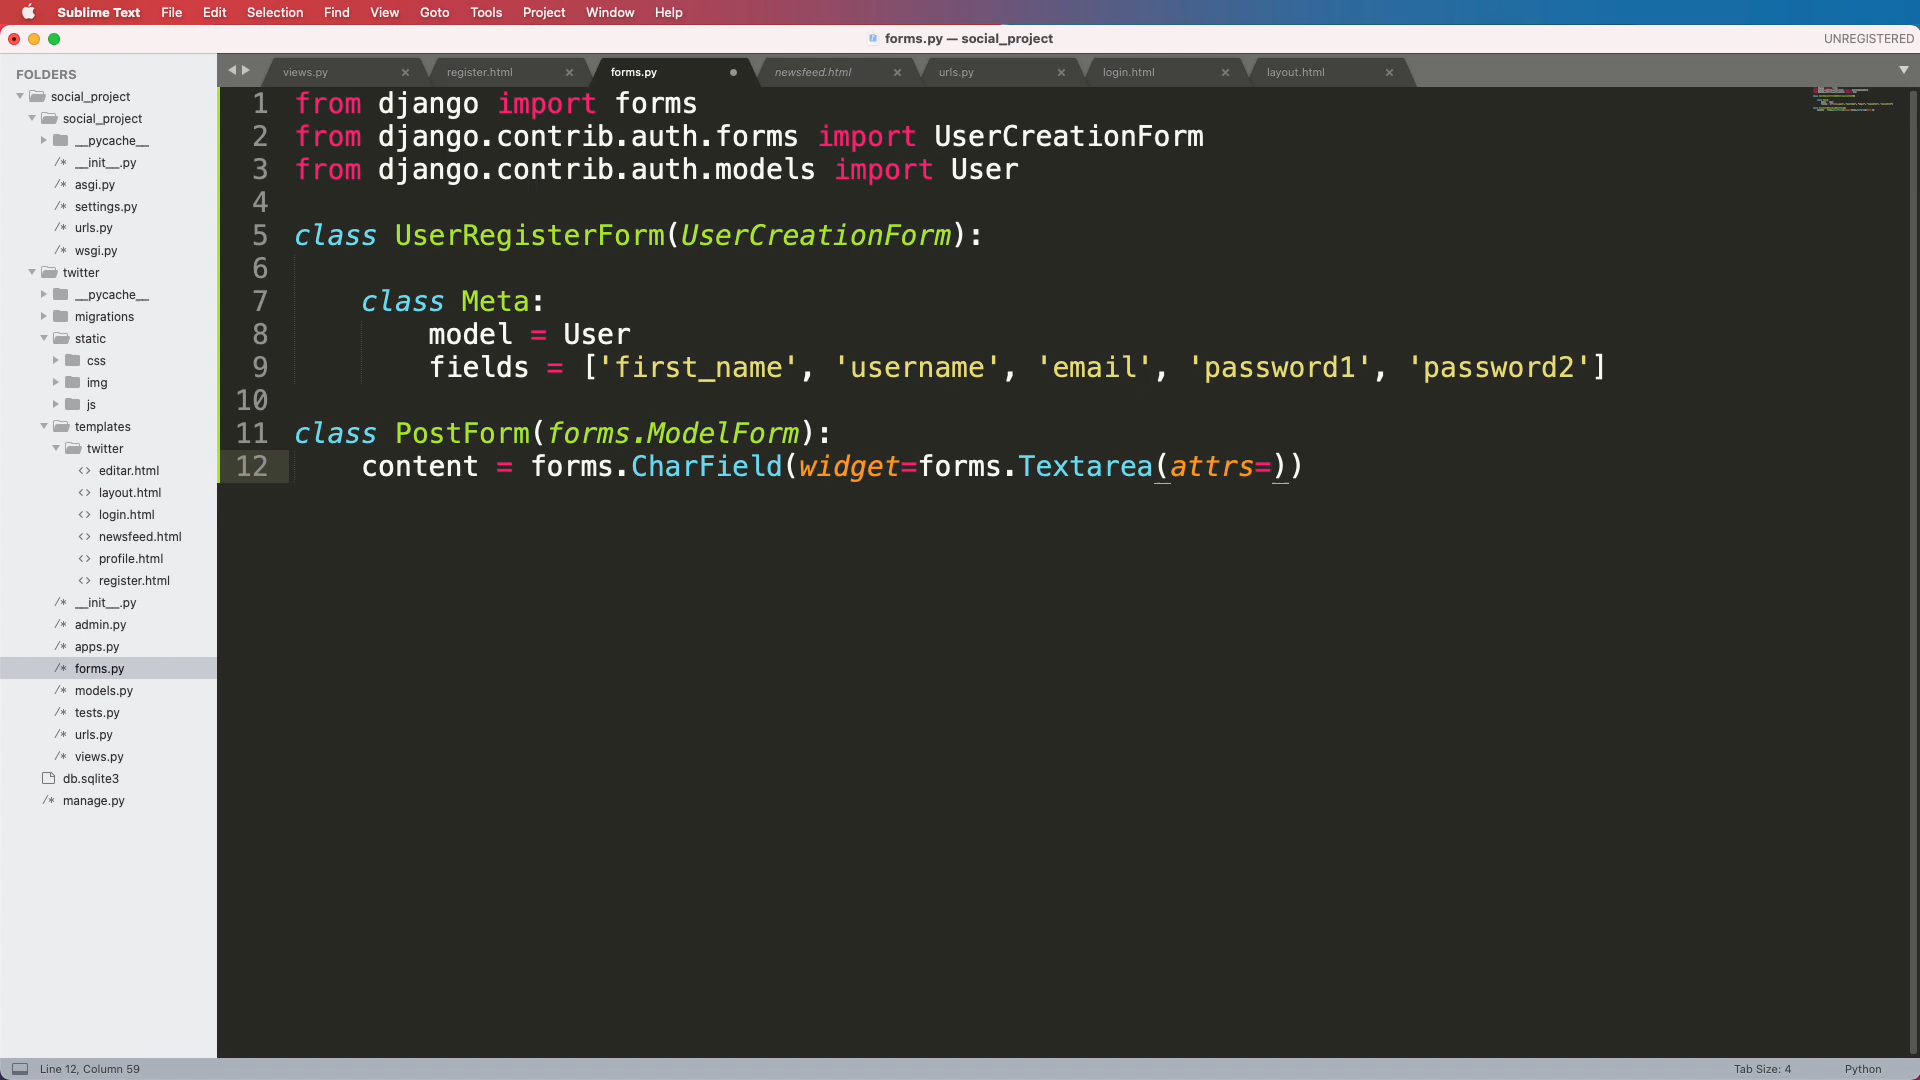 Sublime Text File Edit Selection Find View Goto Tools Project Window Help
forms.py — social_project
UNREGISTERED
FOLDERS
social_project
social_project
__pycache__
/* __init__.py
/* asgi.py
/* settings.py
/* urls.py
/* wsgi.py
twitter
__pycache__
migrations
static
css
img
js
templates
twitter
<> editar.html
<> layout.html
<> login.html
<> newsfeed.html
<> profile.html
<> register.html
/* __init__.py
/* admin.py
/* apps.py
/* forms.py
/* models.py
/* tests.py
/* urls.py
/* views.py
db.sqlite3
/* manage.py
views.py register.html forms.py newsfeed.html urls.py login.html layout.html
1 from django import forms
2 from django.contrib.auth.forms import UserCreationForm
3 from django.contrib.auth.models import User
4
5 class UserRegisterForm(UserCreationForm):
6
7 class Meta:
8 model = User
9 fields = ['first_name', 'username', 'email', 'password1', 'password2']
10
11 class PostForm(forms.ModelForm):
12 content = forms.CharField(widget=forms.Textarea(attrs=))
Line 12, Column 59
Tab Size: 4
Python